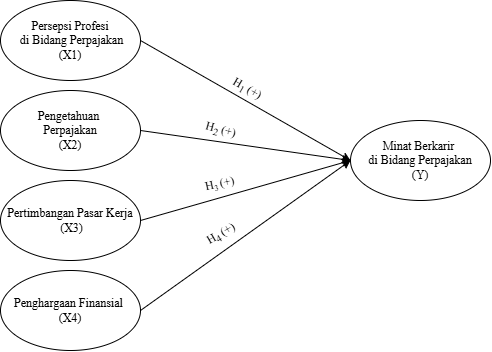 Persepsi Profesi
di Bidang Perpajakan
(X1)
H1 (+)
Pengetahuan
Perpajakan
(X2)
H2 (+)
Minat Berkarir
di Bidang Perpajakan
(Y)
H3 (+)
Pertimbangan Pasar Kerja
(X3)
H4 (+)
Penghargaan Finansial
(X4)